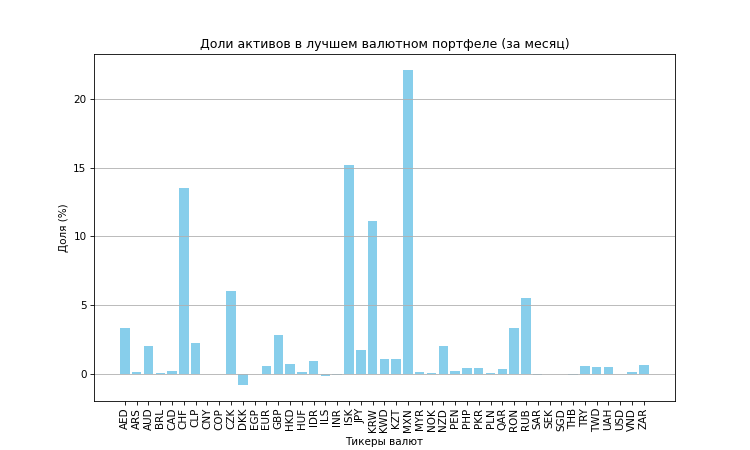 Доли активов в лучшем валютном портфеле (за месяц)
Доля (%)
20
15
10
5
0
AED ARS AUD BRL CAD CHF CLP CNY COP CZK DKK EGP EUR GBP HKD HUF IDR ILS INR ISK JPY KRW KWD KZT MXN MYR NOK NZD PEN PHP PKR PLN QAR RON RUB SAR SEK SGD THB TRY TWD UAH USD VND ZAR
Тикеры валют